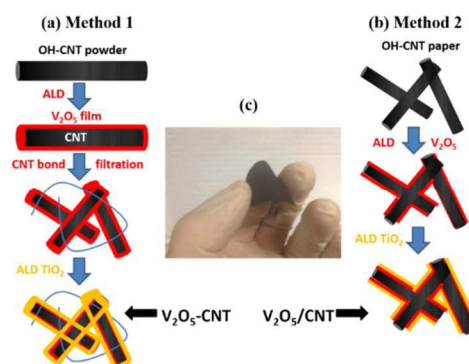 (a) Method 1
OH-CNT powder
ALD
V₂O₅ film
CNT
CNT bond filtration
ALD TiO₂
V₂O₅-CNT
(c)
(b) Method 2
OH-CNT paper
ALD V₂O₅
ALD TiO₂
V₂O₅/CNT